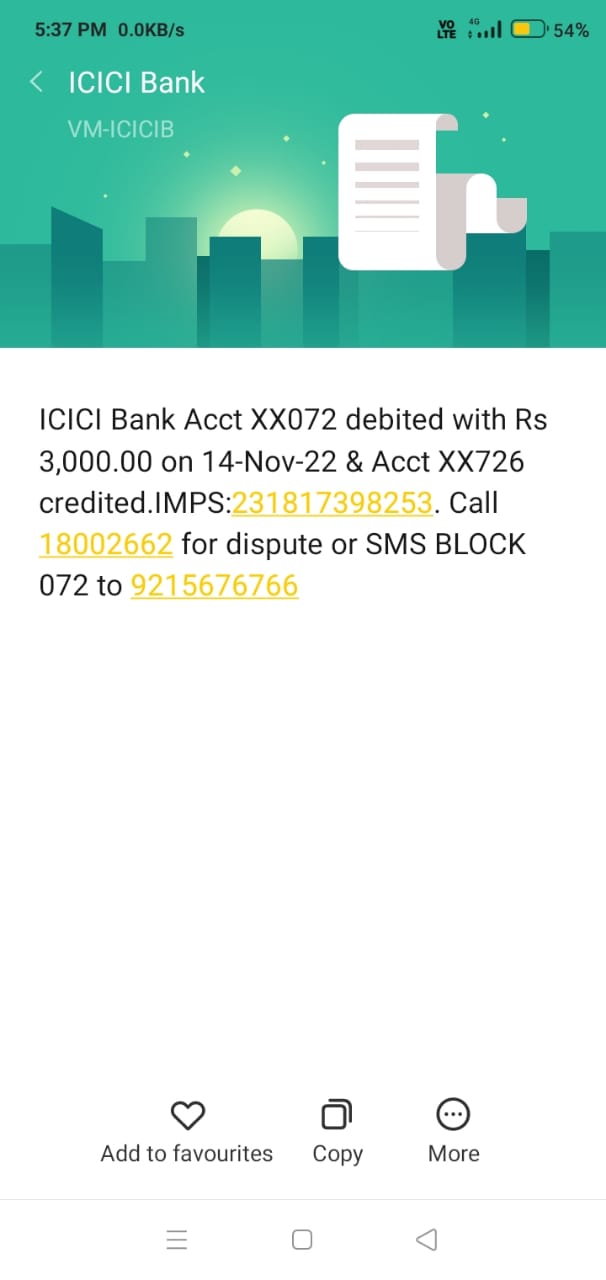 5:37 PM 0.0KB/s VO LTE 4G 54%
ICICI Bank
VM-ICICIB
ICICI Bank Acct XX072 debited with Rs
3,000.00 on 14-Nov-22 & Acct XX726
credited.IMPS:231817398253. Call
18002662 for dispute or SMS BLOCK
072 to 9215676766
Add to favourites Copy More